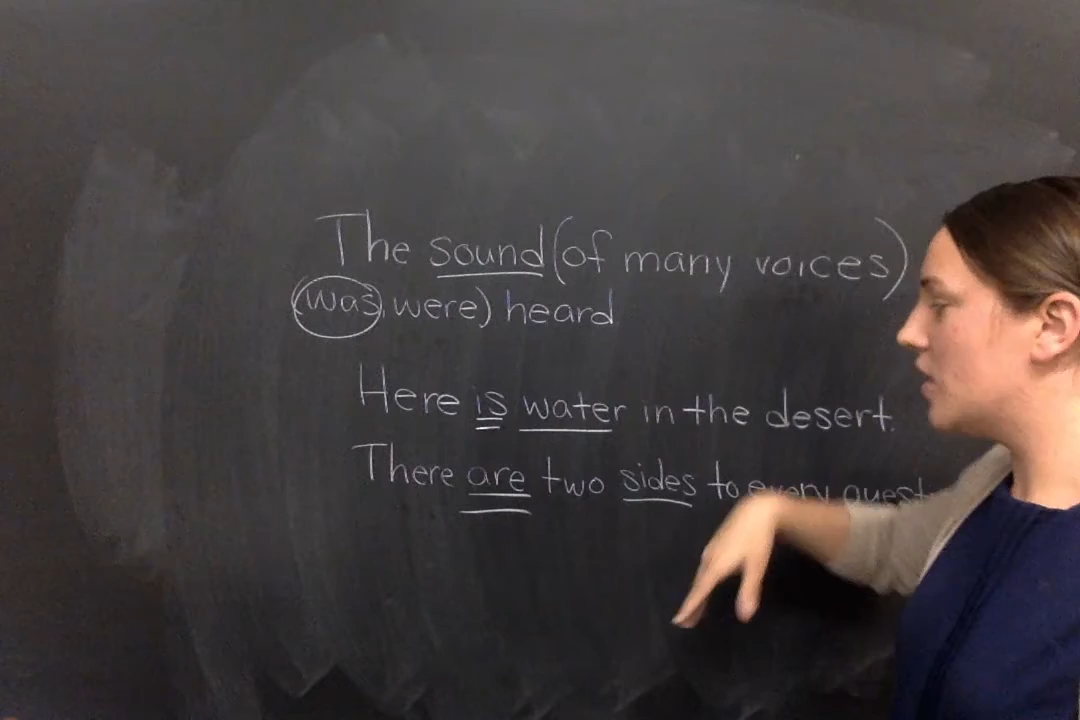 The sound (of many voices)
(was, were) heard
Here is water in the desert.
There are two sides to every